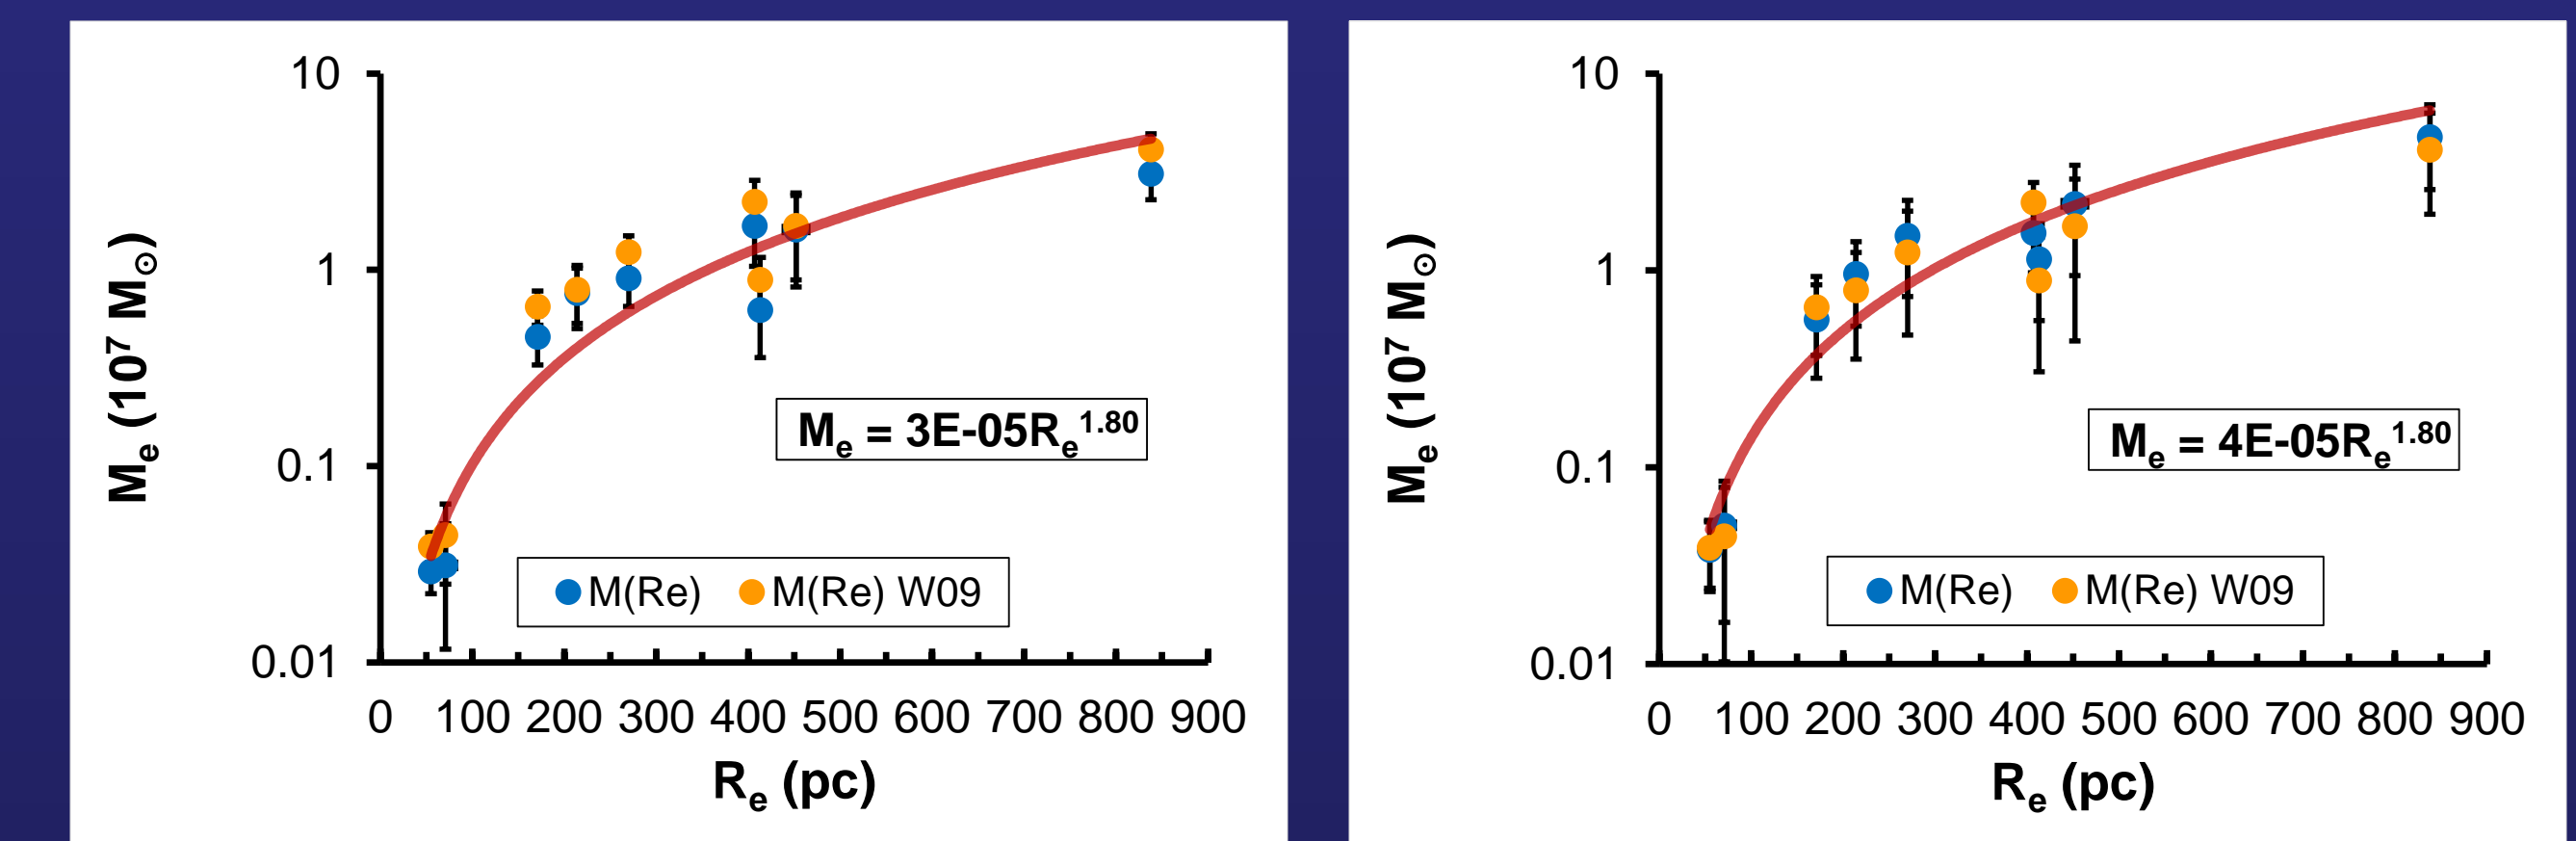 10
1
0.1
0.01
0 100 200 300 400 500 600 700 800 900
Mₑ (10⁷ M☉)
Rₑ (pc)
Mₑ = 3E-05Rₑ¹·⁸⁰
M(Re) M(Re) W09
10
1
0.1
0.01
0 100 200 300 400 500 600 700 800 900
Mₑ (10⁷ M☉)
Rₑ (pc)
Mₑ = 4E-05Rₑ¹·⁸⁰
M(Re) M(Re) W09